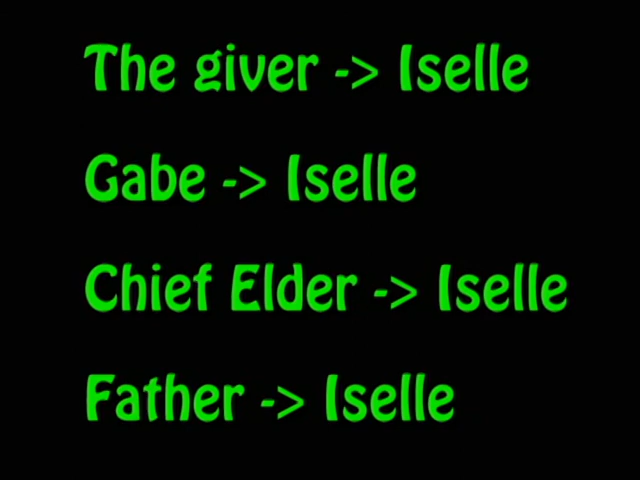 The giver -> Iselle
Gabe -> Iselle
Chief Elder -> Iselle
Father -> Iselle